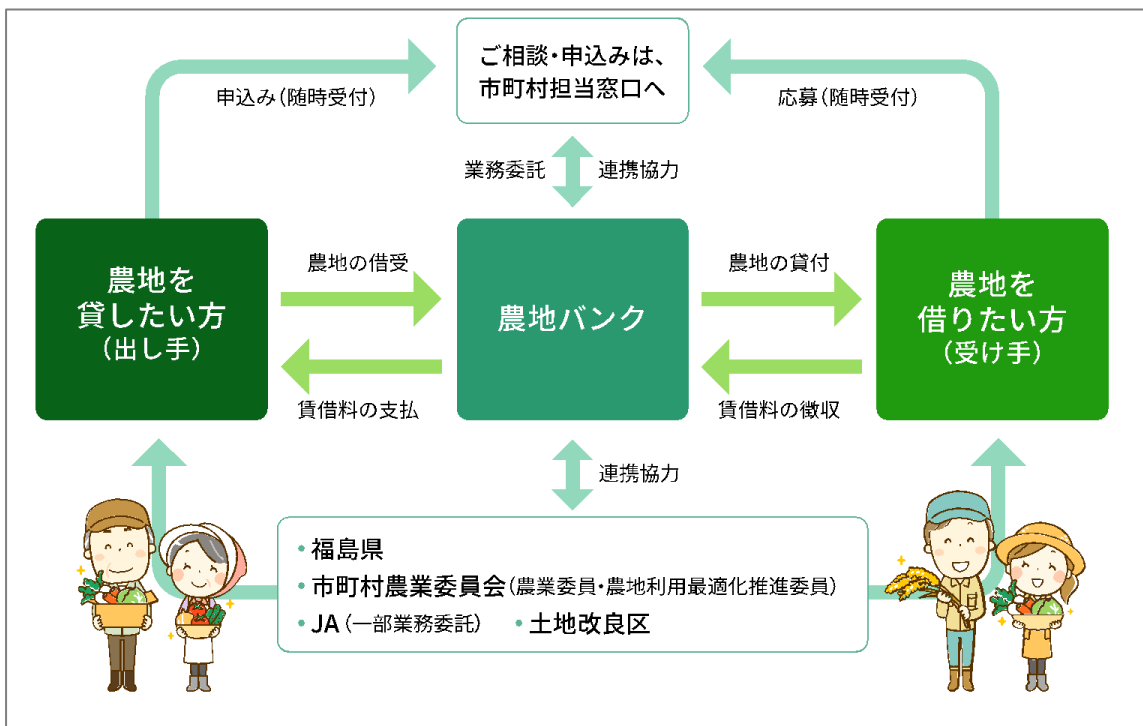 ご相談・申込みは、
市町村担当窓口へ
申込み（随時受付）
応募（随時受付）
業務委託
連携協力
農地を
貸したい方
（出し手）
農地の借受
賃借料の支払
農地バンク
農地の貸付
賃借料の徴収
農地を
借りたい方
（受け手）
連携協力
・福島県
・市町村農業委員会（農業委員・農地利用最適化推進委員）
・JA（一部業務委託） ・土地改良区